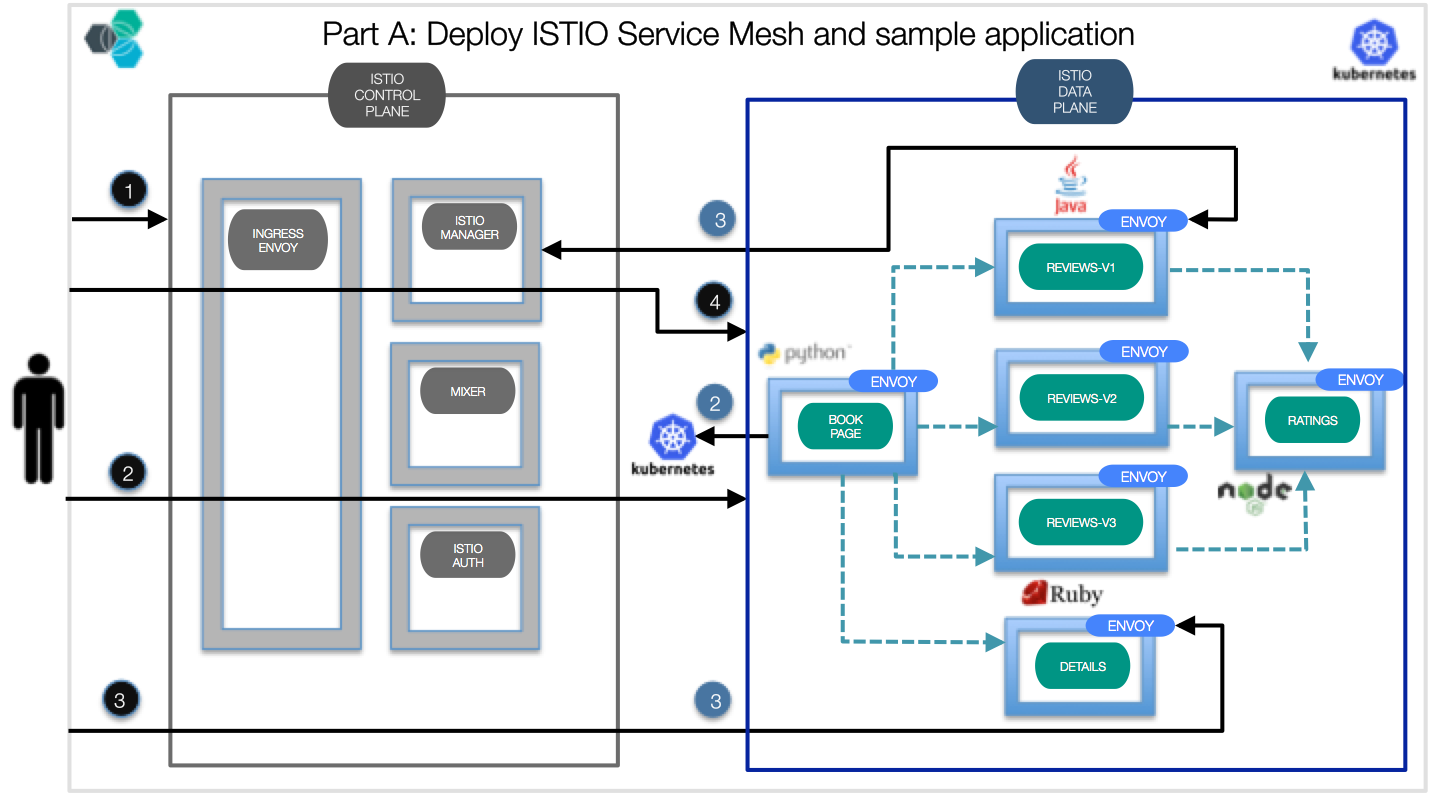 Part A: Deploy ISTIO Service Mesh and sample application
kubernetes
ISTIO
CONTROL
PLANE
ISTIO
DATA
PLANE
1
INGRESS
ENVOY
ISTIO
MANAGER
3
Java
ENVOY
REVIEWS-V1
4
python
ENVOY
BOOK
PAGE
ENVOY
REVIEWS-V2
ENVOY
RATINGS
MIXER
2
kubernetes
2
ENVOY
REVIEWS-V3
node
JS
ISTIO
AUTH
Ruby
ENVOY
DETAILS
3
3